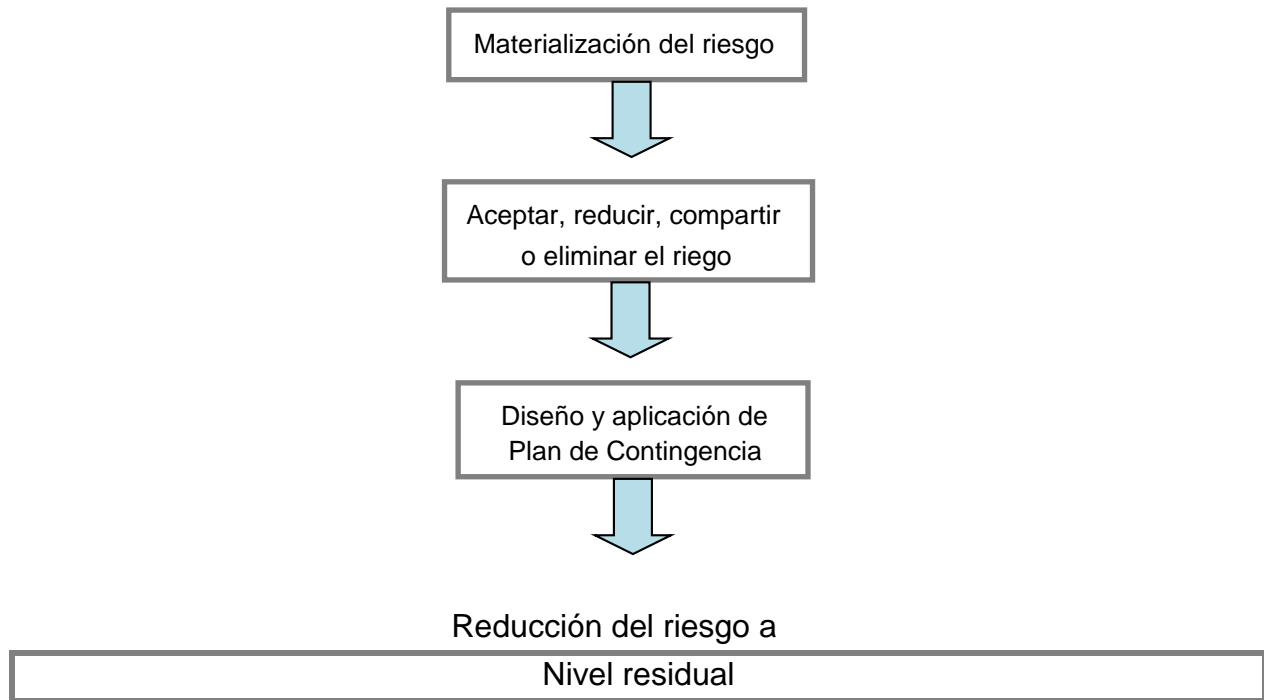 Materialización del riesgo
Aceptar, reducir, compartir
o eliminar el riego
Diseño y aplicación de
Plan de Contingencia
Reducción del riesgo a
Nivel residual